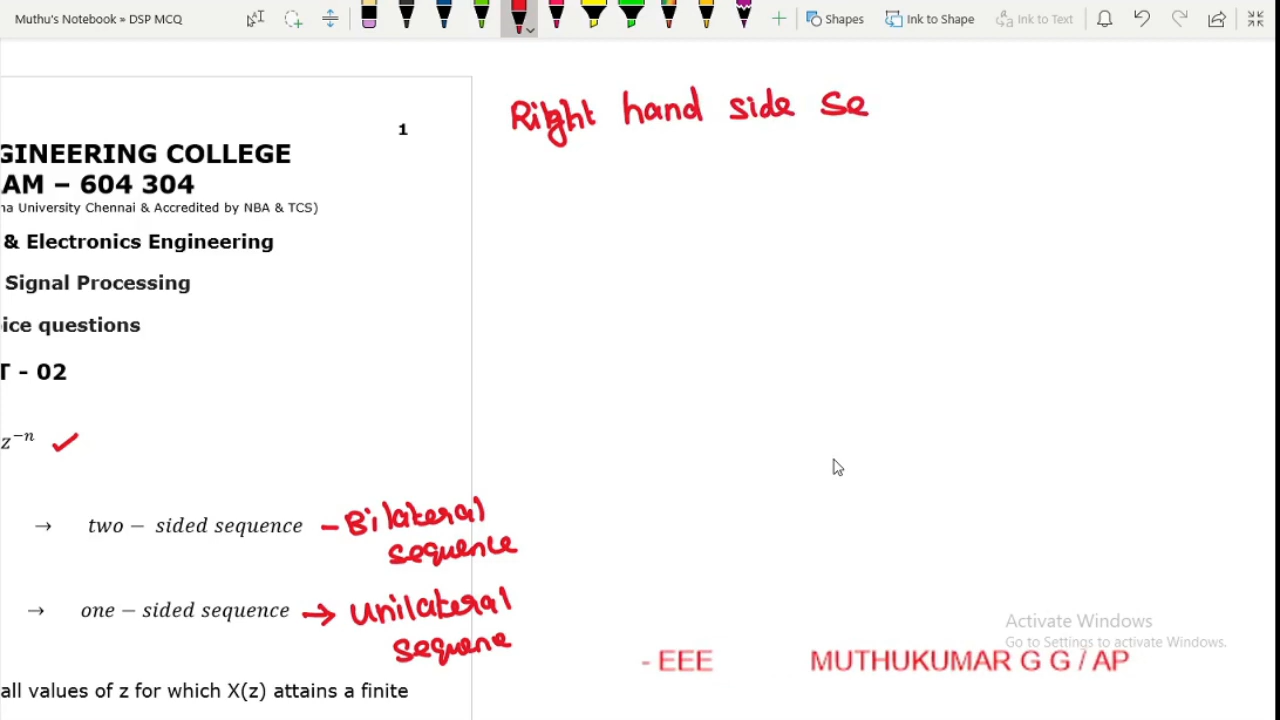 Muthu's Notebook » DSP MCQ
Shapes
Ink to Shape
Ink to Text
1
Right hand side Se
GINEERING COLLEGE
AM – 604 304
na University Chennai & Accredited by NBA & TCS)
& Electronics Engineering
Signal Processing
ice questions
T - 02
z⁻ⁿ ✓
→ two − sided sequence – Bilateral
sequence
→ one − sided sequence → Unilateral
sequene
Activate Windows
Go to Settings to activate Windows.
- EEE MUTHUKUMAR G G / AP
all values of z for which X(z) attains a finite